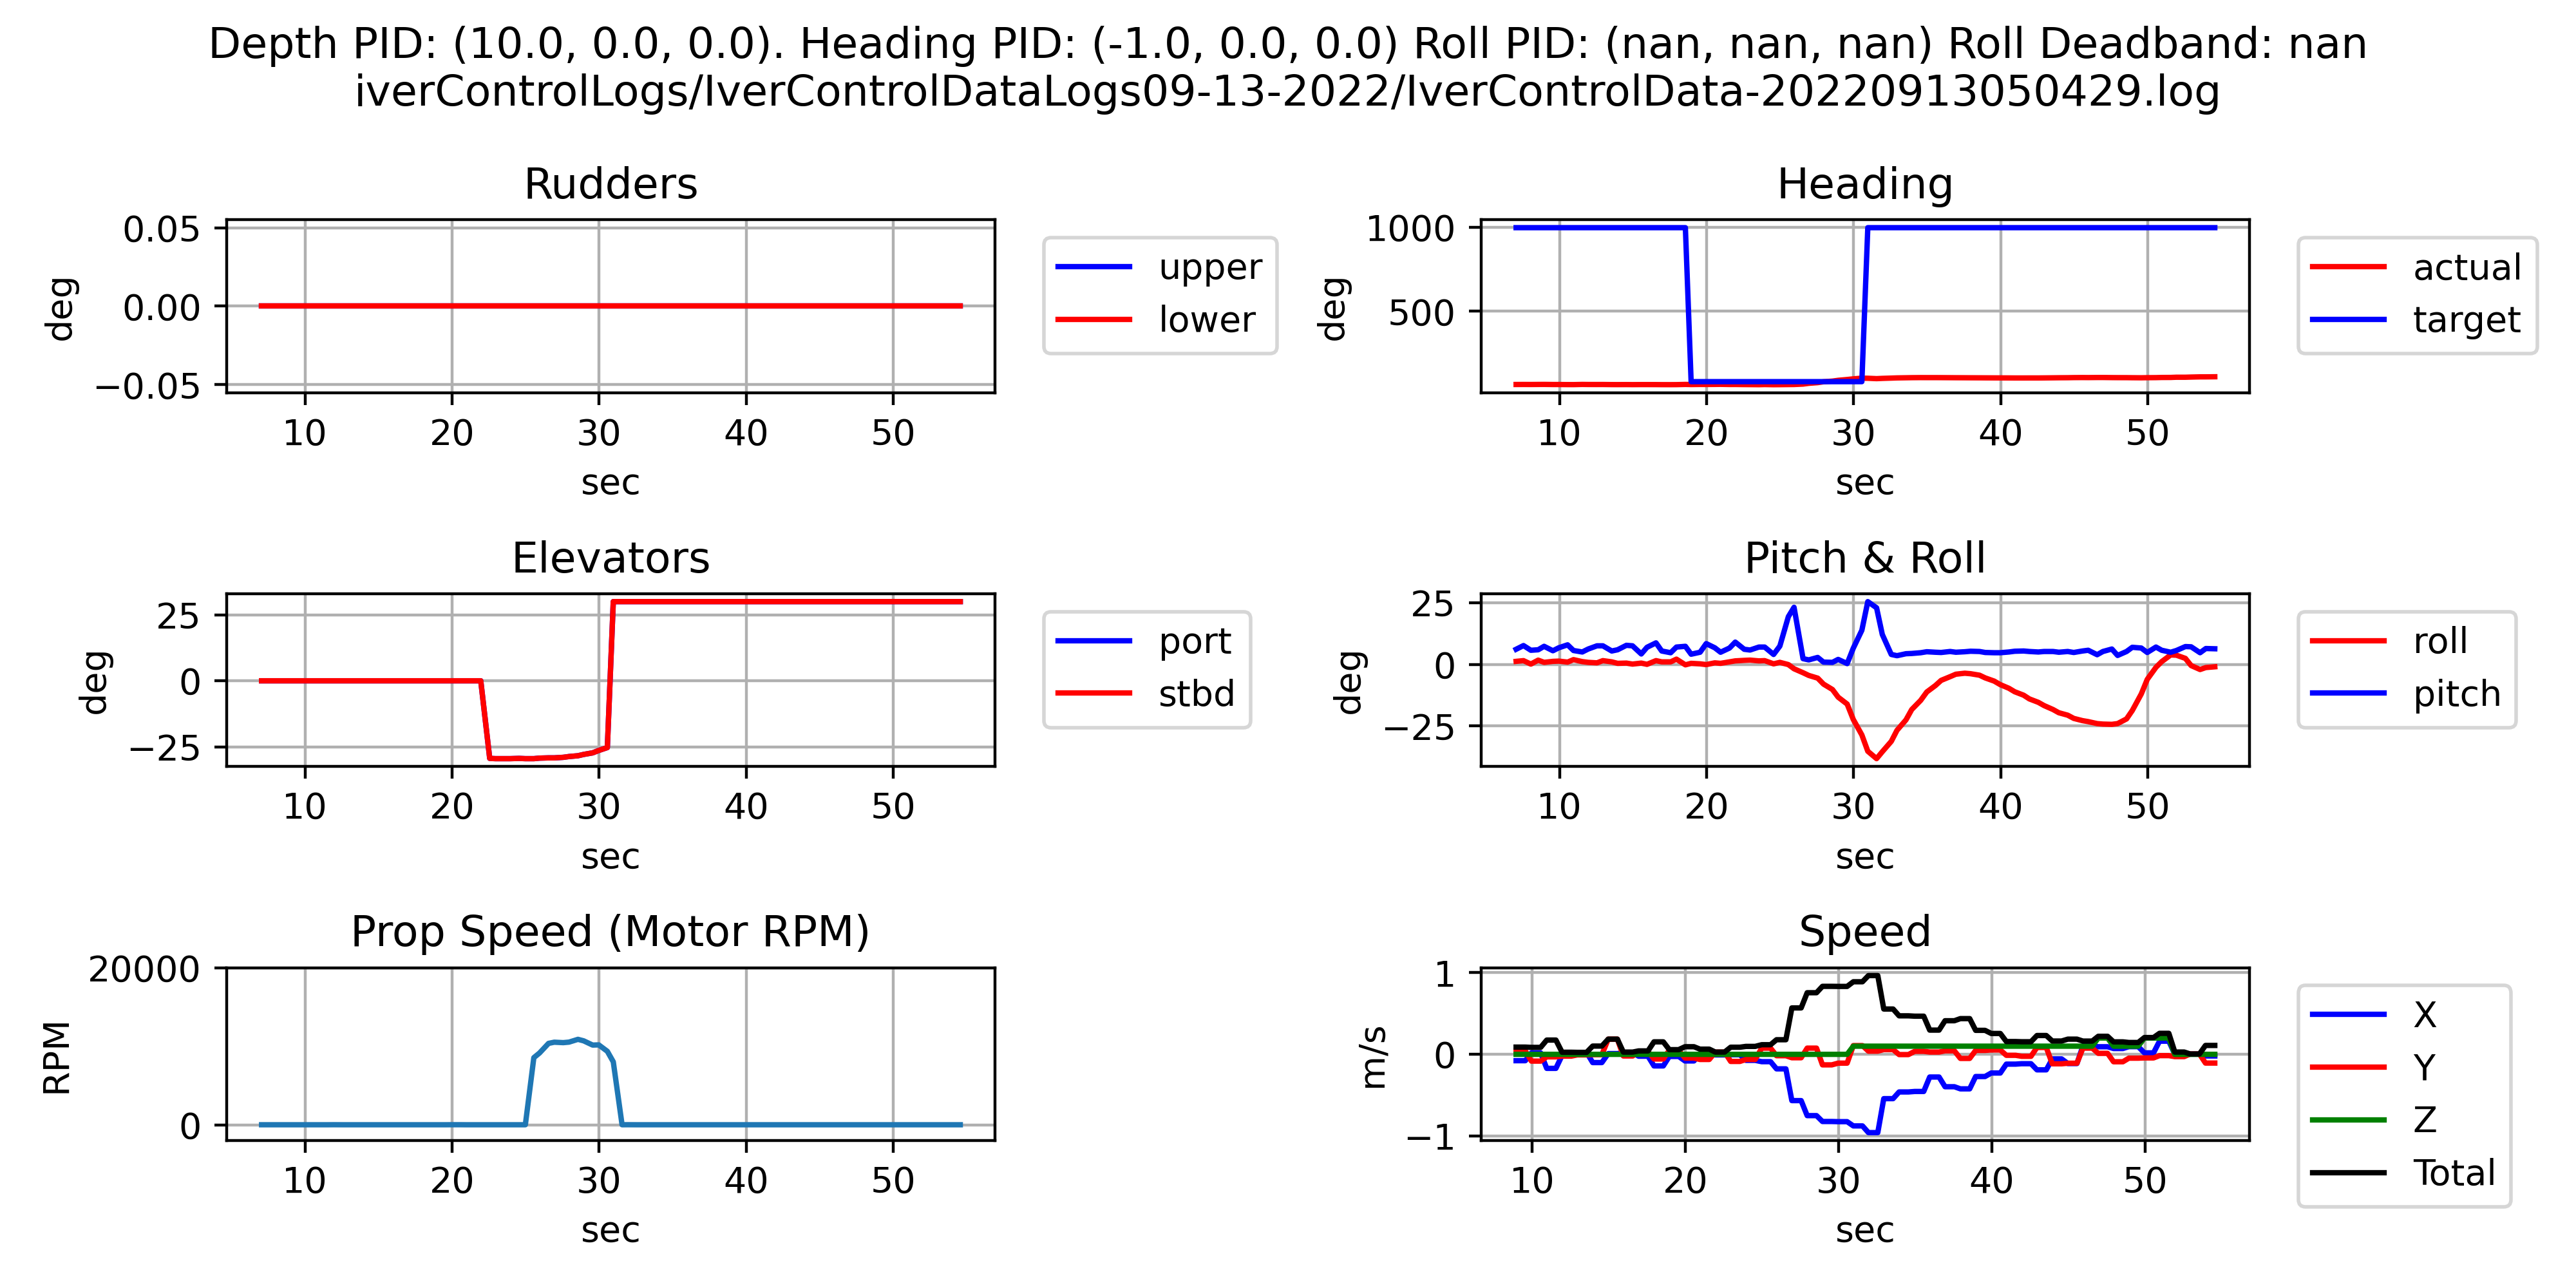 Depth PID: (10.0, 0.0, 0.0). Heading PID: (-1.0, 0.0, 0.0) Roll PID: (nan, nan, nan) Roll Deadband: nan
iverControlLogs/IverControlDataLogs09-13-2022/IverControlData-20220913050429.log
Rudders
0.05
0.00
−0.05
deg
10 20 30 40 50
sec
upper
lower
Heading
1000
500
deg
10 20 30 40 50
sec
actual
target
Elevators
25
0
−25
deg
10 20 30 40 50
sec
port
stbd
Pitch & Roll
25
0
−25
deg
10 20 30 40 50
sec
roll
pitch
Prop Speed (Motor RPM)
20000
0
RPM
10 20 30 40 50
sec
Speed
1
0
−1
m/s
10 20 30 40 50
sec
X
Y
Z
Total